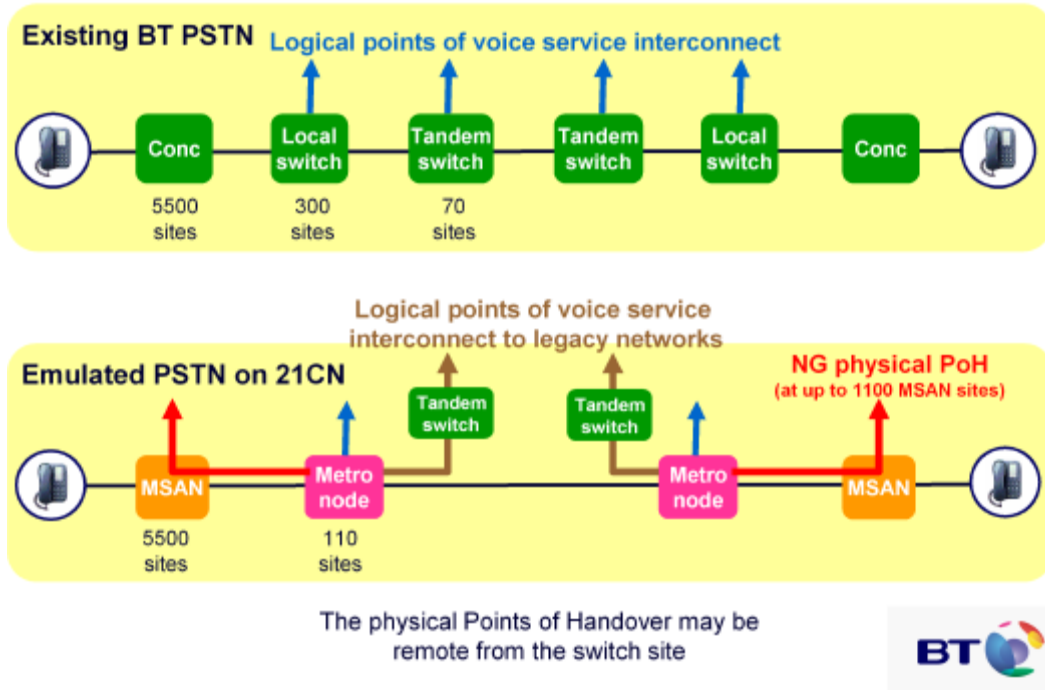 Existing BT PSTN
Logical points of voice service interconnect
Conc
Local
switch
Tandem
switch
Tandem
switch
Local
switch
Conc
5500
sites
300
sites
70
sites
Logical points of voice service
interconnect to legacy networks
Emulated PSTN on 21CN
NG physical PoH
(at up to 1100 MSAN sites)
Tandem
switch
Tandem
switch
MSAN
Metro
node
Metro
node
MSAN
5500
sites
110
sites
The physical Points of Handover may be
remote from the switch site
BT